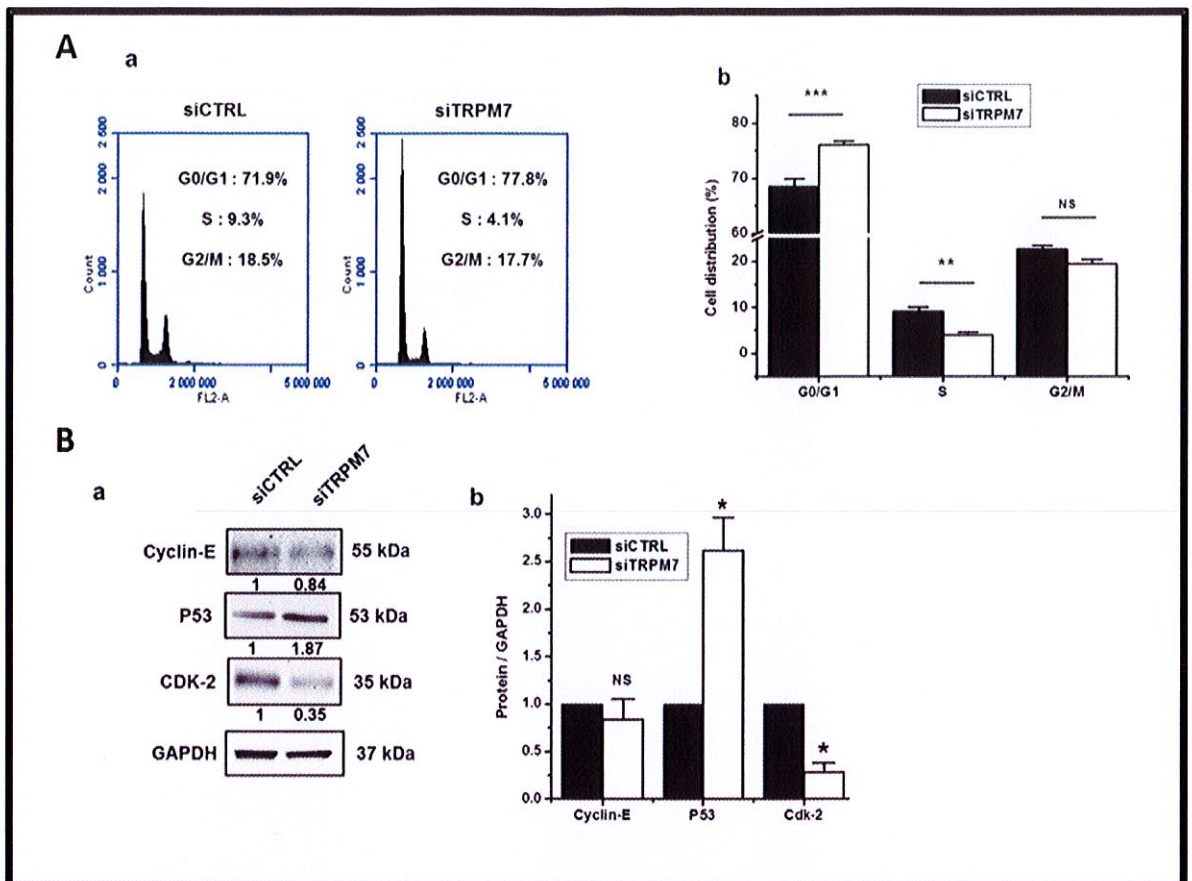 A
a
siCTRL
2 500
2 000
1 000
0
Count
G0/G1 : 71.9%
S : 9.3%
G2/M : 18.5%
0
2 000 000
5 000 000
FL2-A
siTRPM7
2 500
2 000
1 000
0
Count
G0/G1 : 77.8%
S : 4.1%
G2/M : 17.7%
0
2 000 000
5 000 000
FL2-A
b
siCTRL
siTRPM7
Cell distribution (%)
80
70
60
20
10
0
***
**
NS
G0/G1
S
G2/M
B
a
siCTRL
siTRPM7
Cyclin-E
55 kDa
1 0.84
P53
53 kDa
1 1.87
CDK-2
35 kDa
1 0.35
GAPDH
37 kDa
b
Protein / GAPDH
3.0
2.5
2.0
1.5
1.0
0.5
0.0
siCTRL
siTRPM7
NS
*
*
Cyclin-E
P53
Cdk-2